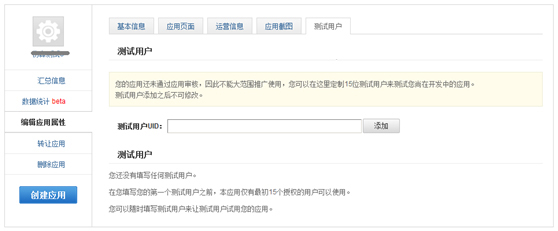 汇总信息
数据统计 beta
编辑应用属性
转让应用
删除应用
创建应用
基本信息 应用页面 运营信息 应用截图 测试用户
测试用户
您的应用还未通过应用审核，因此不能大范围推广使用，您可以在这里定制15位测试用户来测试您尚在开发中的应用。
测试用户添加之后不可修改。
测试用户UID： 添加
测试用户
您还没有填写任何测试用户。
在您填写您的第一个测试用户之前，本应用仅有最初15个授权的用户可以使用。
您可以随时填写测试用户来让测试用户试用您的应用。